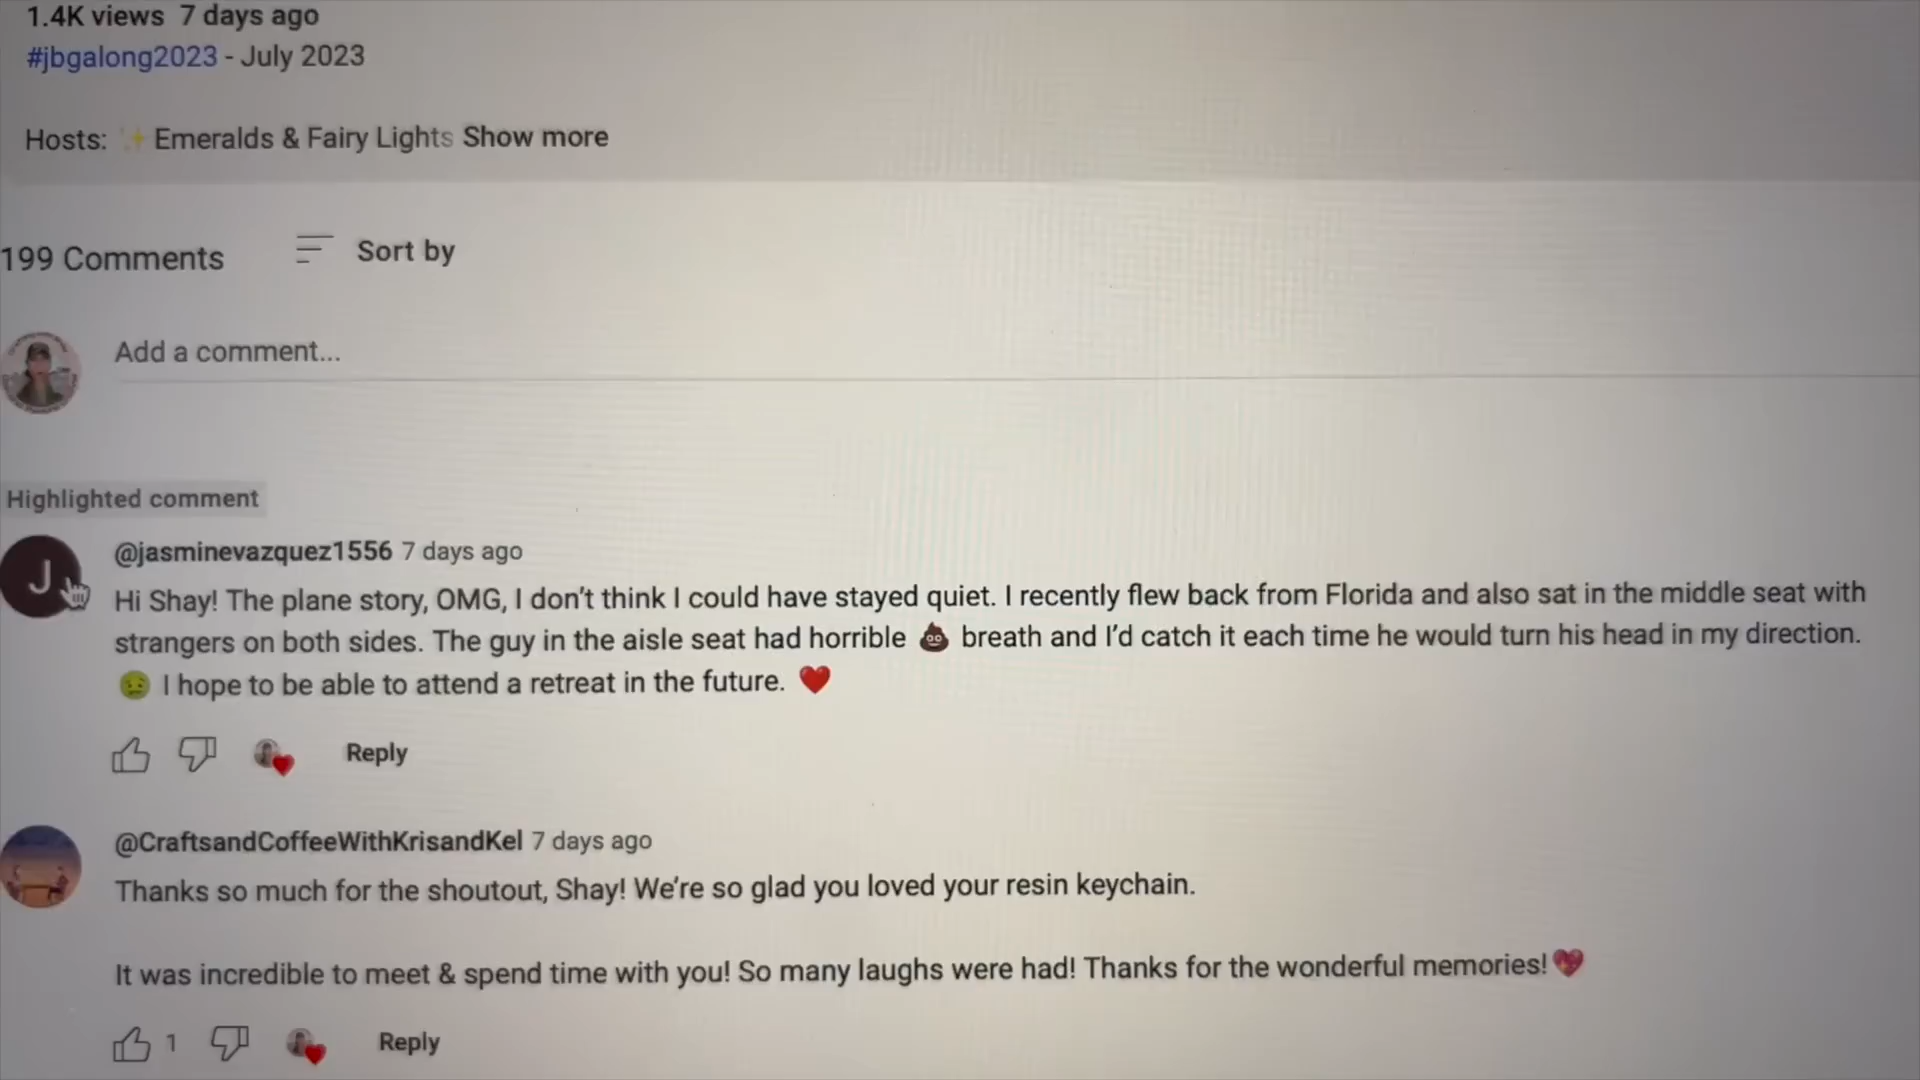 1.4K views 7 days ago
#jbgalong2023 - July 2023
Hosts: ✨ Emeralds & Fairy Lights Show more
199 Comments Sort by
Add a comment...
Highlighted comment
J
@jasminevazquez1556 7 days ago
Hi Shay! The plane story, OMG, I don't think I could have stayed quiet. I recently flew back from Florida and also sat in the middle seat with
strangers on both sides. The guy in the aisle seat had horrible 💩 breath and I'd catch it each time he would turn his head in my direction.
🤢 I hope to be able to attend a retreat in the future. ❤️
Reply
@CraftsandCoffeeWithKrisandKel 7 days ago
Thanks so much for the shoutout, Shay! We're so glad you loved your resin keychain.
It was incredible to meet & spend time with you! So many laughs were had! Thanks for the wonderful memories!💖
1 Reply